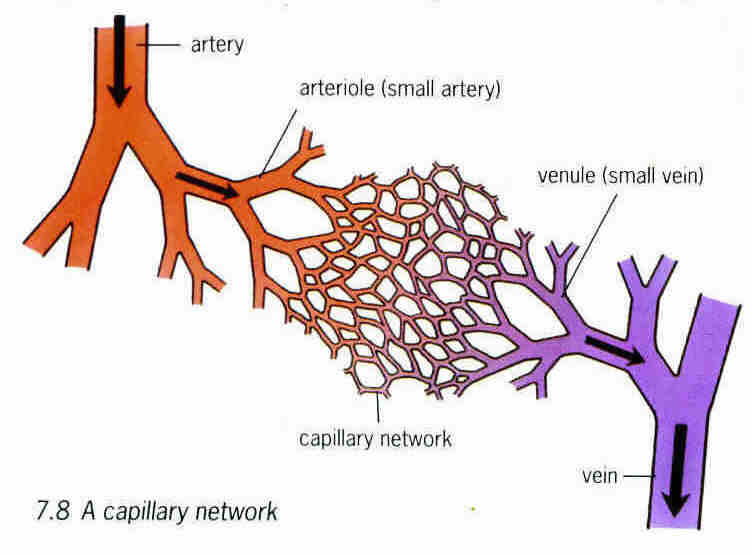 artery
arteriole (small artery)
venule (small vein)
capillary network
vein
7.8 A capillary network